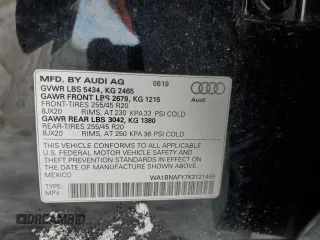 MFD. BY AUDI AG 0619
GVWR LBS 5434, KG 2465
GAWR FRONT LBS 2679, KG 1215
FRONT-TIRES 255/45 R20
8JX20 RIMS, AT 230 KPA 33 PSI COLD
GAWR REAR LBS 3042, KG 1380
REAR-TIRES 255/45 R20
8JX20 RIMS, AT 250 KPA 36 PSI COLD
THIS VEHICLE CONFORMS TO ALL APPLICABLE
U.S. FEDERAL MOTOR VEHICLE SAFETY,
BUMPER, AND THEFT PREVENTION STANDARDS
IN EFFECT ON THE DATE OF MANUFACTURE
SHOWN ABOVE.
MEXICO
TYPE:
MPV
Audi